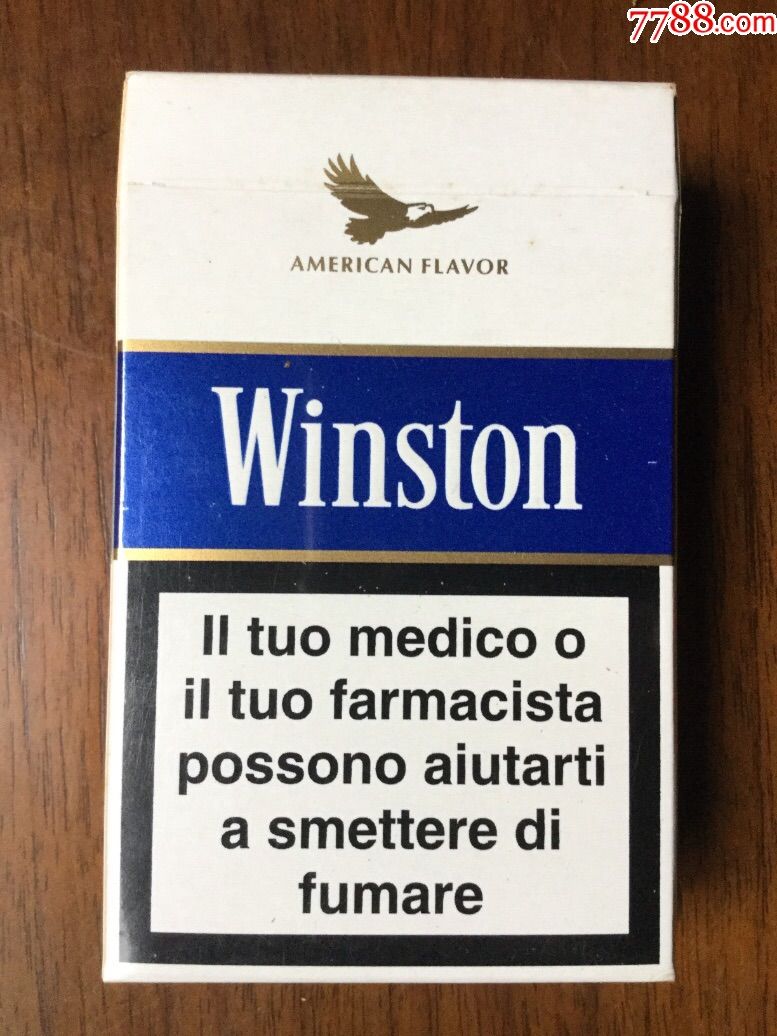 7788.com
AMERICAN FLAVOR
Winston
Il tuo medico o
il tuo farmacista
possono aiutarti
a smettere di
fumare